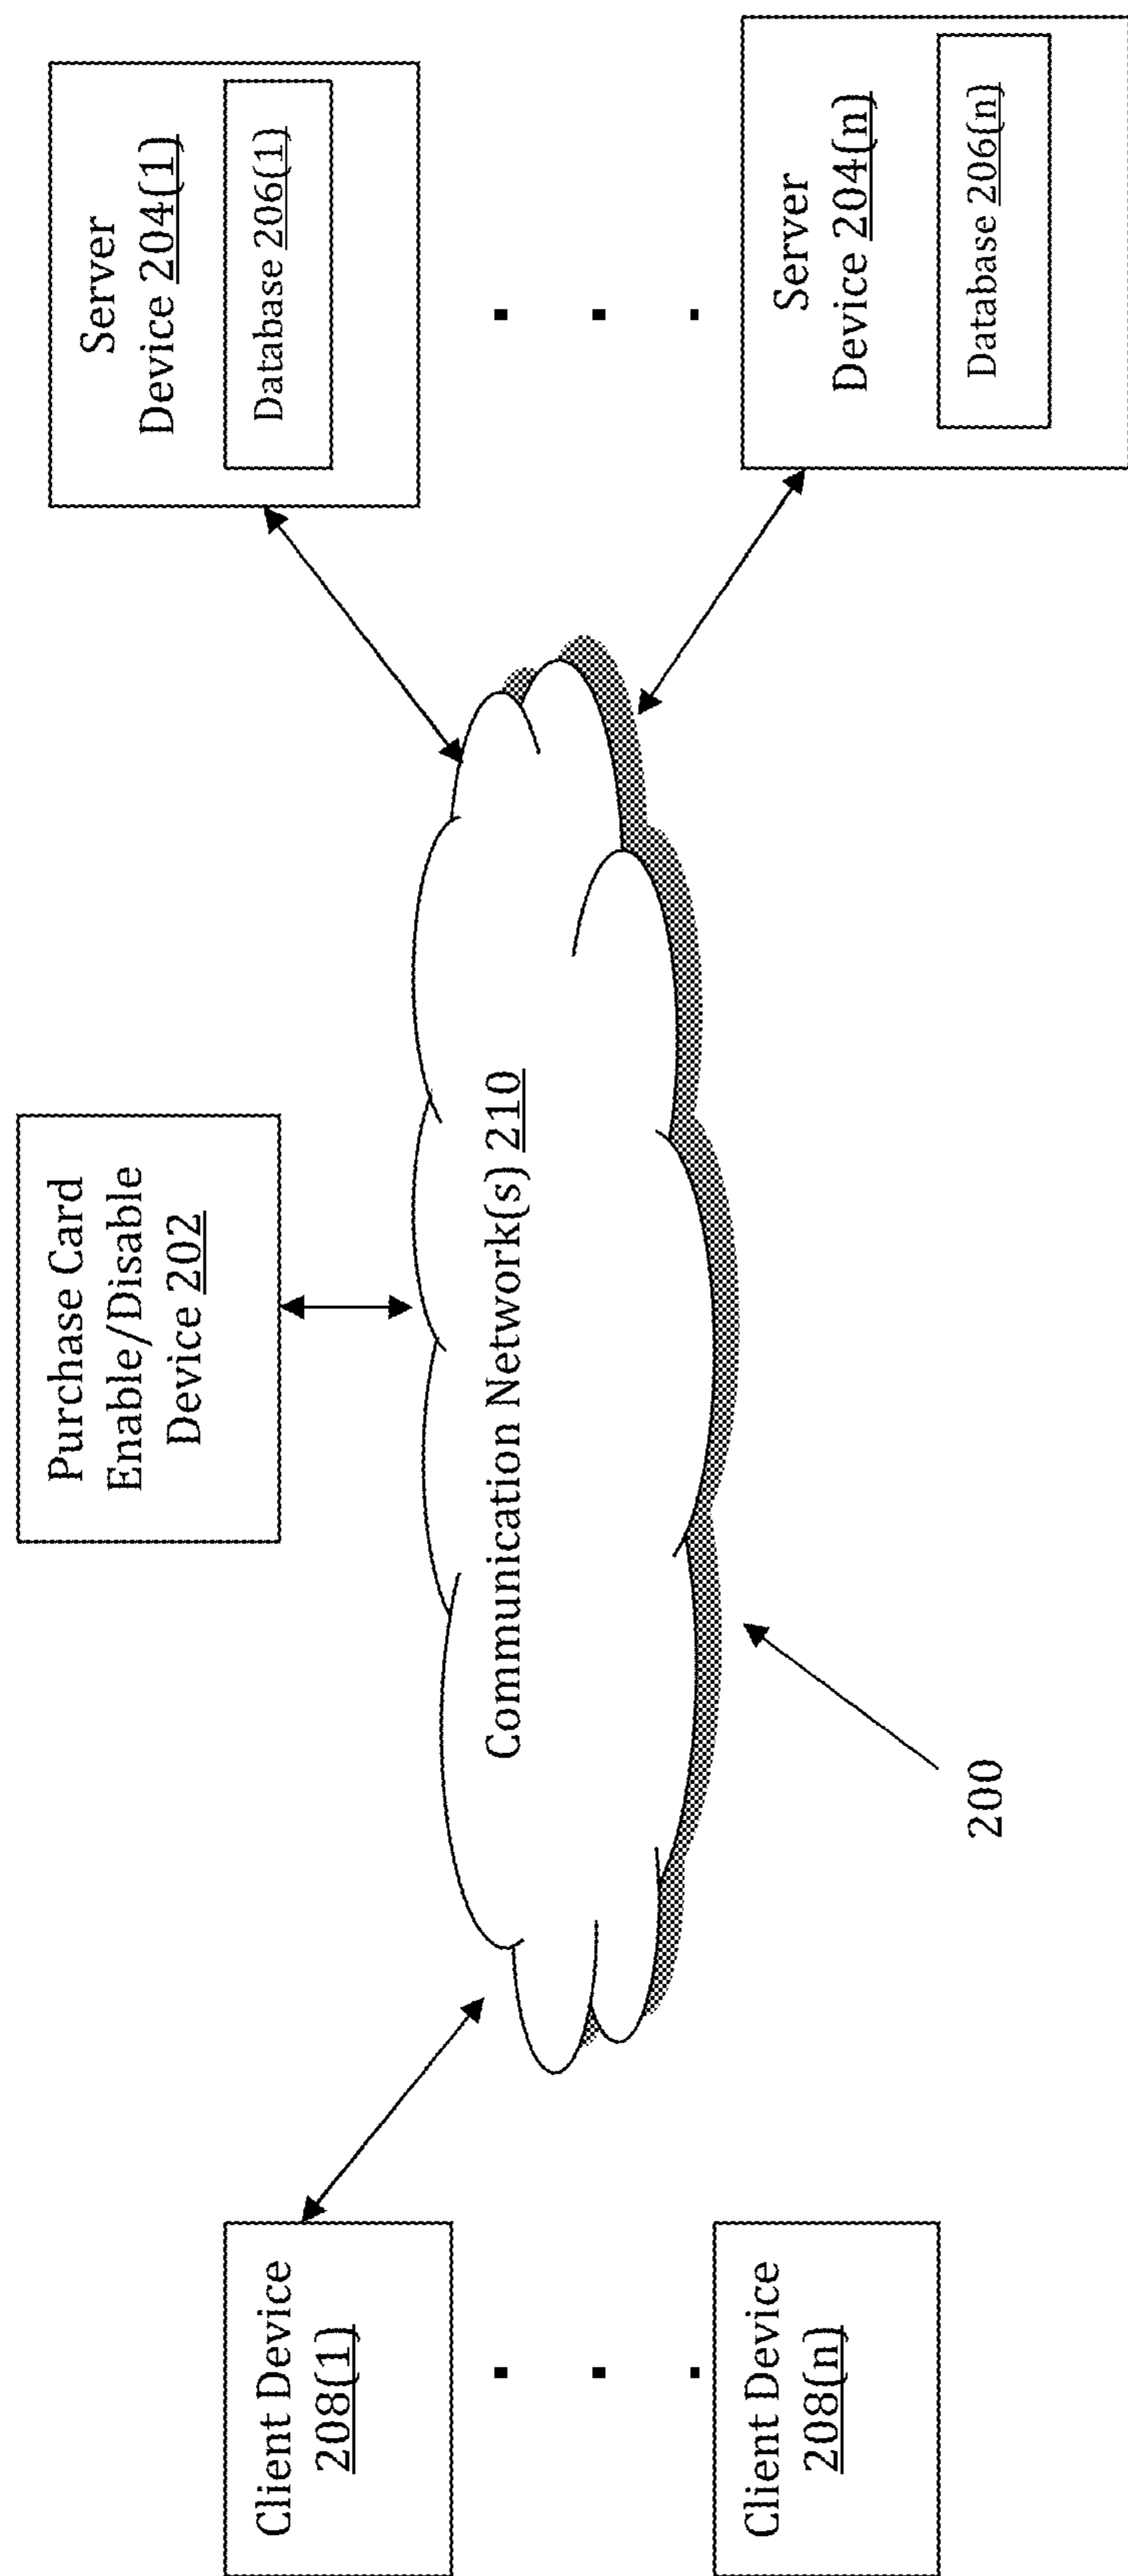 Purchase Card
Enable/Disable
Device 202
Client Device
208(1)
Client Device
208(n)
Communication Network(s) 210
Server
Device 204(1)
Database 206(1)
Server
Device 204(n)
Database 206(n)
200